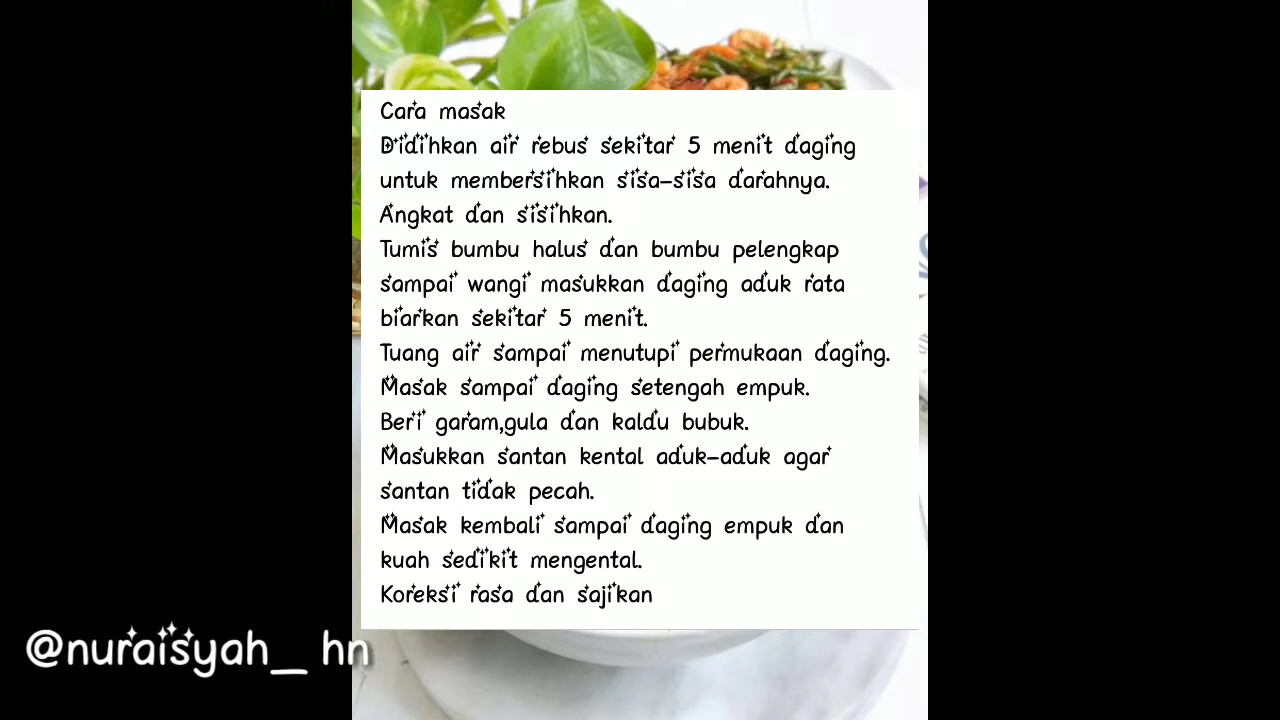 Cara masak
Didihkan air rebus sekitar 5 menit daging
untuk membersihkan sisa-sisa darahnya.
Angkat dan sisihkan.
Tumis bumbu halus dan bumbu pelengkap
sampai wangi masukkan daging aduk rata
biarkan sekitar 5 menit.
Tuang air sampai menutupi permukaan daging.
Masak sampai daging setengah empuk.
Beri garam,gula dan kaldu bubuk.
Masukkan santan kental aduk-aduk agar
santan tidak pecah.
Masak kembali sampai daging empuk dan
kuah sedikit mengental.
Koreksi rasa dan sajikan
@nuraisyah_ hn